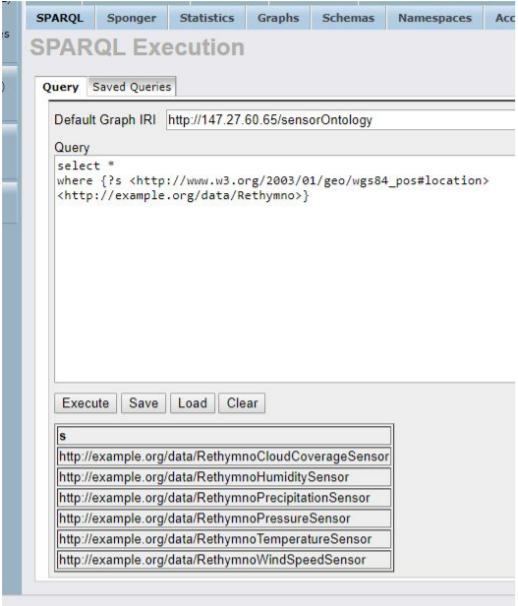 SPARQL Sponger Statistics Graphs Schemas Namespaces
SPARQL Execution
Query Saved Queries
Default Graph IRI http://147.27.60.65/sensorOntology
Query
select *
where {?s <http://www.w3.org/2003/01/geo/wgs84_pos#location>
<http://example.org/data/Rethymno>}
Execute Save Load Clear
s
http://example.org/data/RethymnoCloudCoverageSensor
http://example.org/data/RethymnoHumiditySensor
http://example.org/data/RethymnoPrecipitationSensor
http://example.org/data/RethymnoPressureSensor
http://example.org/data/RethymnoTemperatureSensor
http://example.org/data/RethymnoWindSpeedSensor